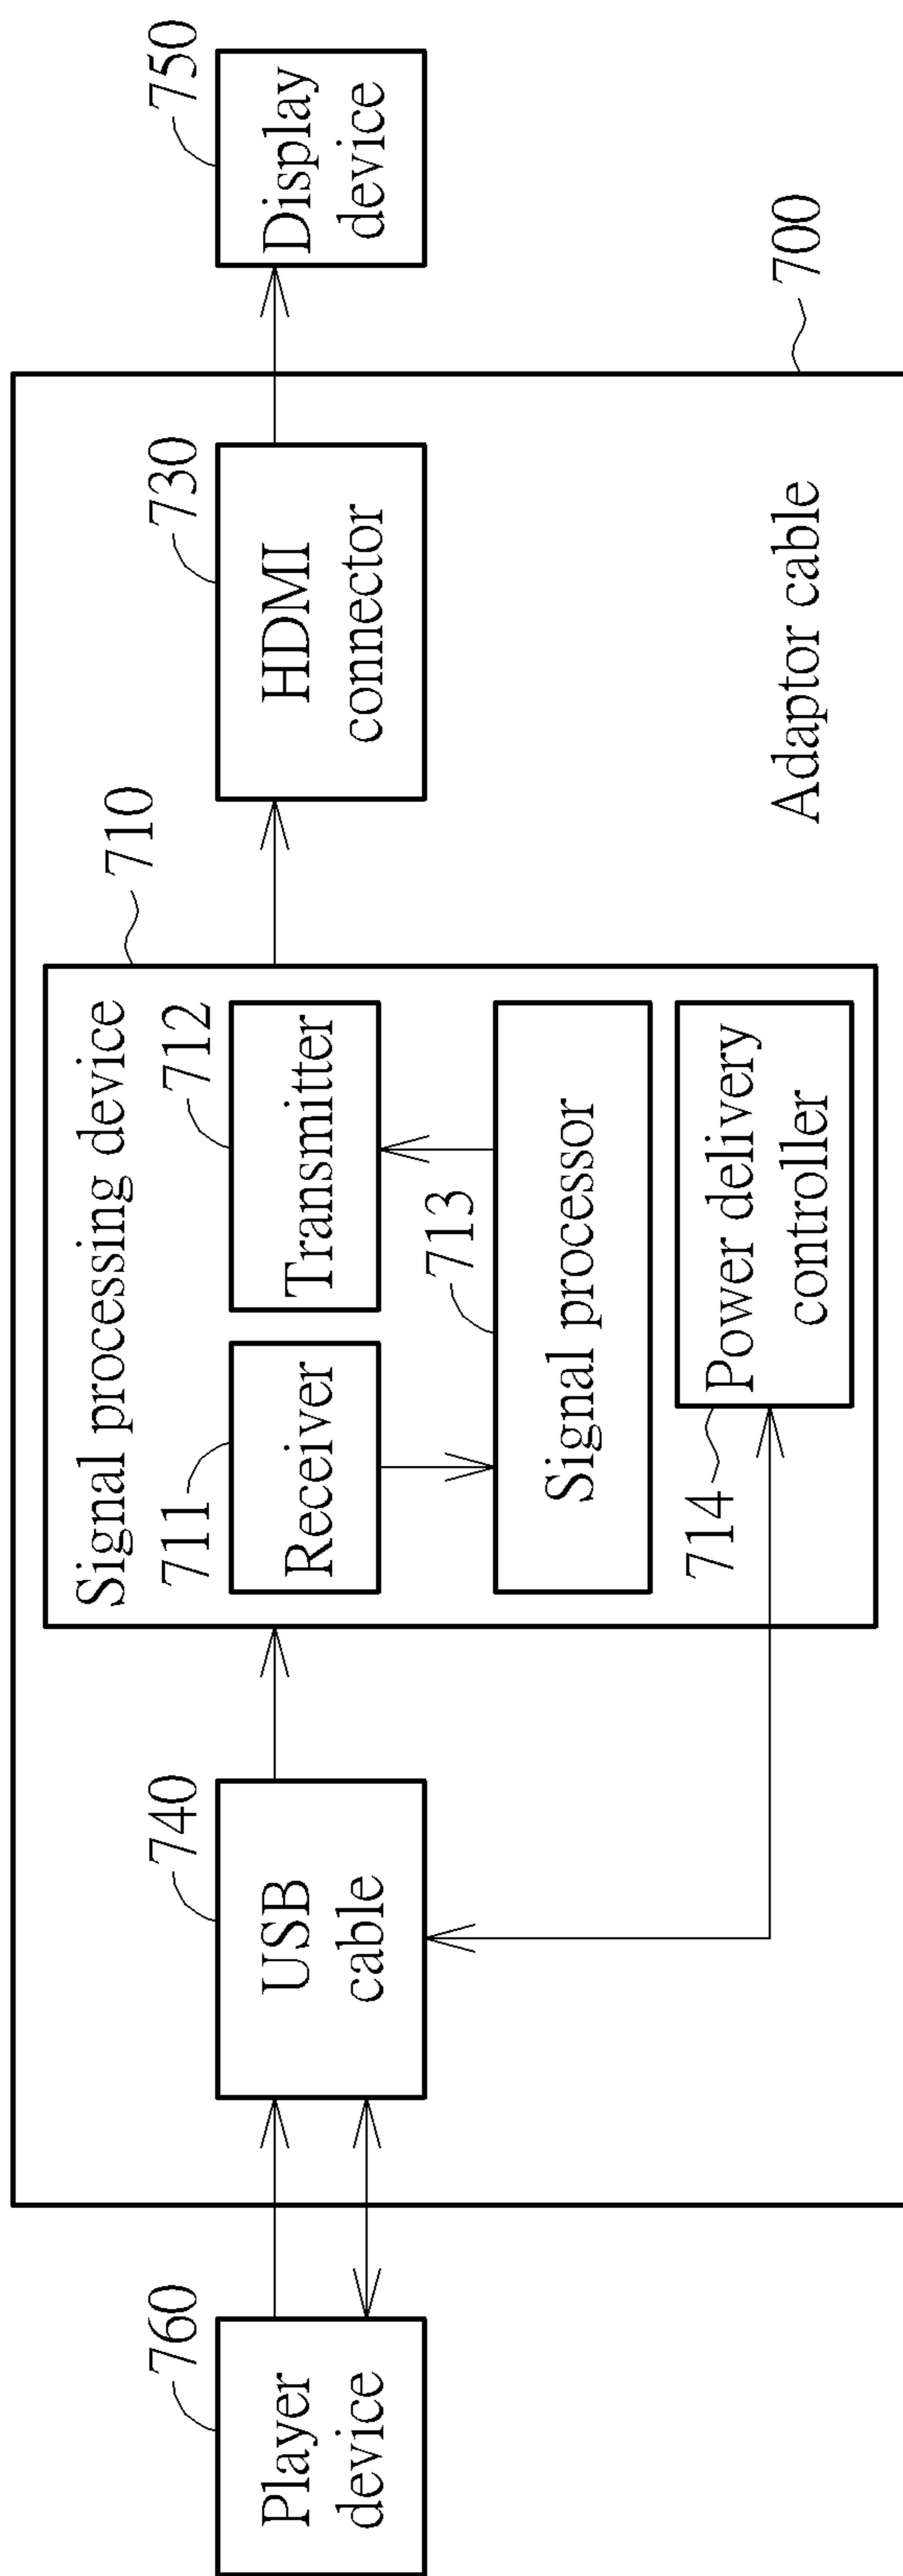 760
Player
device
740
USB
cable
710
Signal processing device
711
Receiver
712
Transmitter
713
Signal processor
714
Power delivery
controller
730
HDMI
connector
Adaptor cable
700
750
Display
device